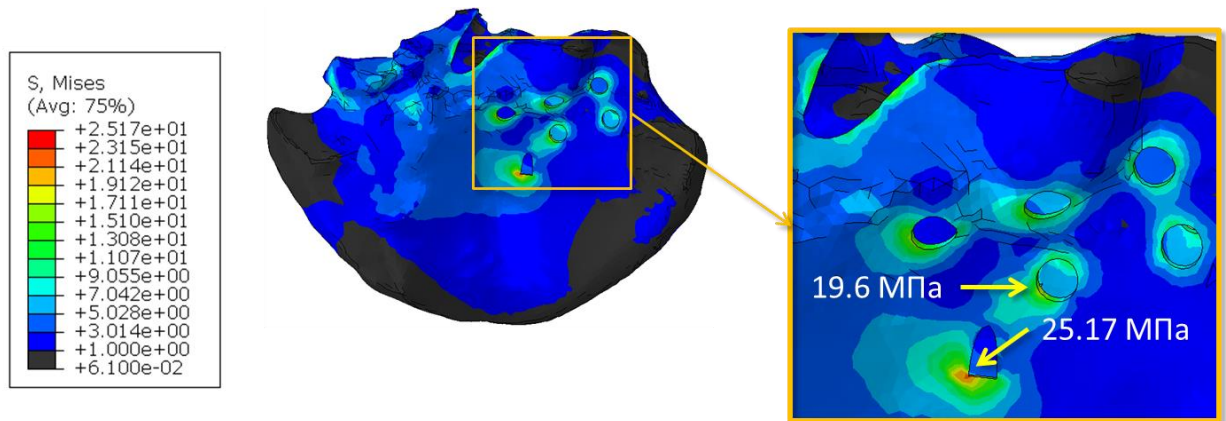 S, Mises
(Avg: 75%)
+2.517e+01
+2.315e+01
+2.114e+01
+1.912e+01
+1.711e+01
+1.510e+01
+1.308e+01
+1.107e+01
+9.055e+00
+7.042e+00
+5.028e+00
+3.014e+00
+1.000e+00
+6.100e-02
19.6 МПа
25.17 МПа